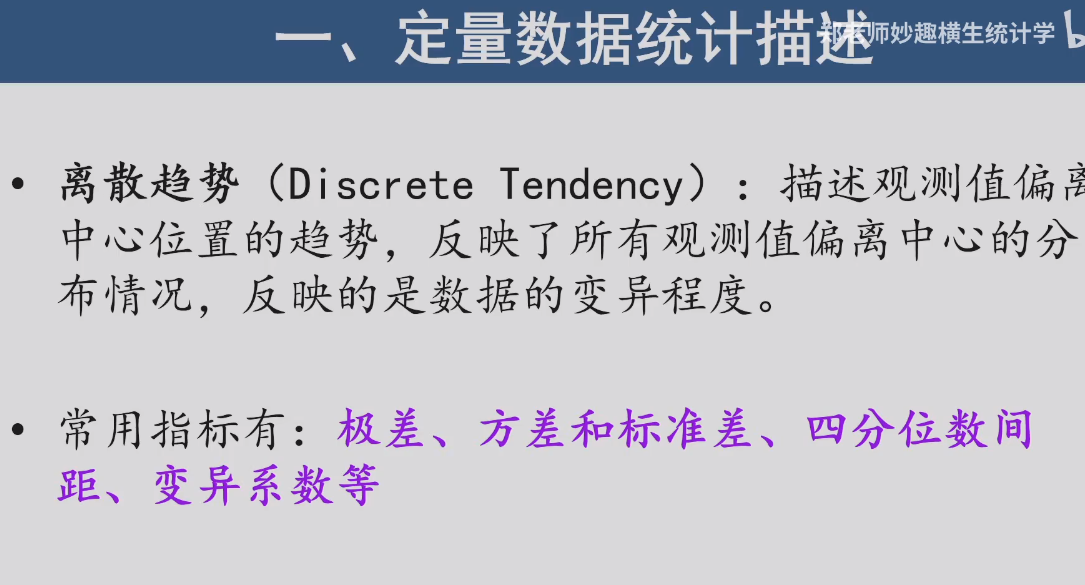 一、定量数据统计描述
郑老师妙趣横生统计学
• 离散趋势（Discrete Tendency）：描述观测值偏离
中心位置的趋势，反映了所有观测值偏离中心的分
布情况，反映的是数据的变异程度。
• 常用指标有：极差、方差和标准差、四分位数间
距、变异系数等